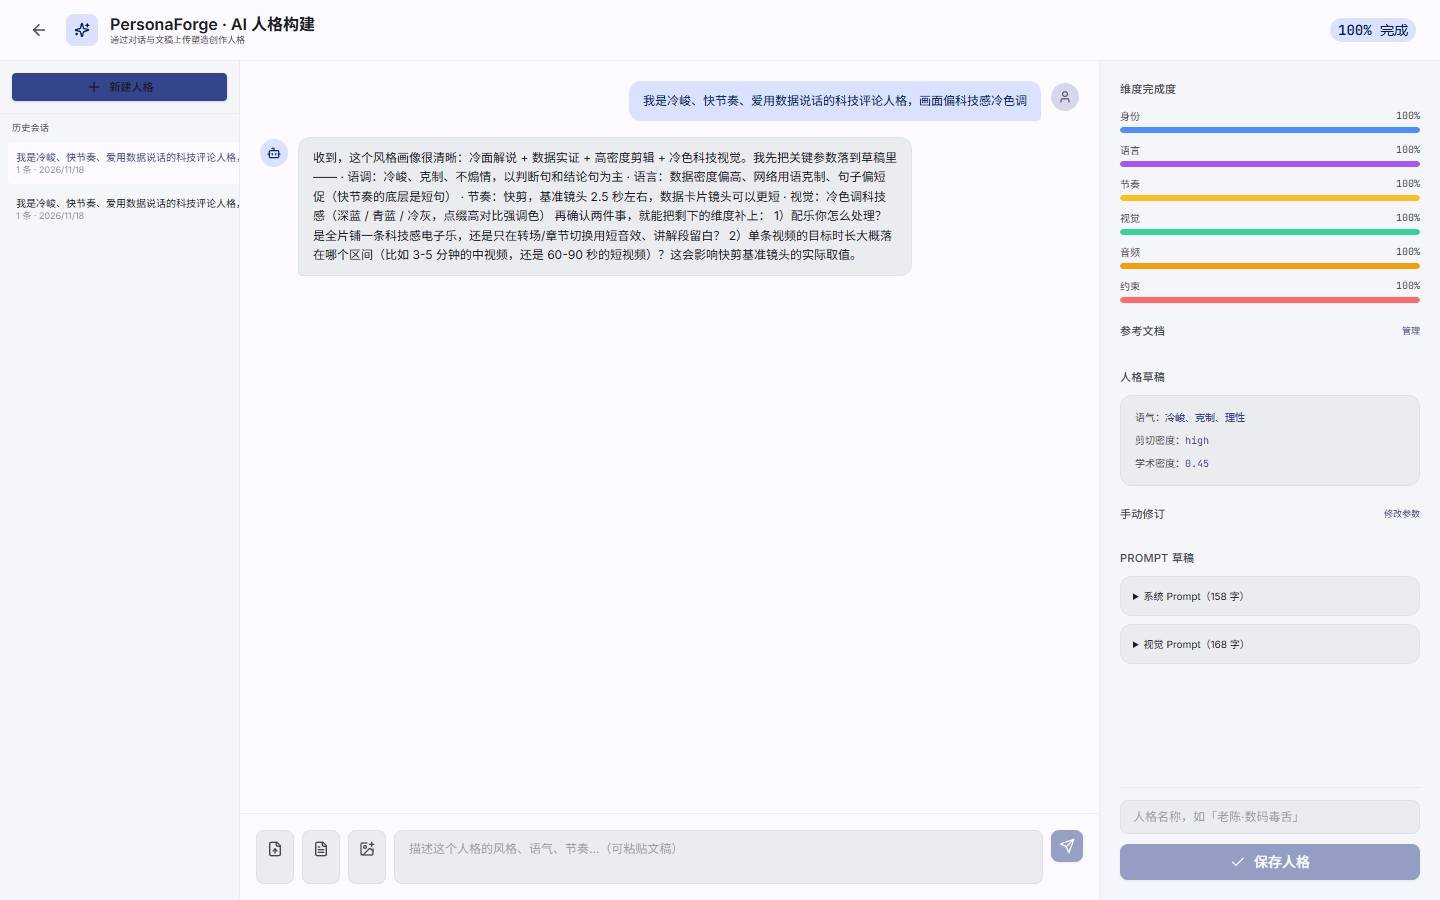 PersonaForge · AI 人格构建
通过对话与文稿上传塑造创作人格
100% 完成
新建人格
历史会话
我是冷峻、快节奏、爱用数据说话的科技评论人格，
1 条 · 2026/11/18
我是冷峻、快节奏、爱用数据说话的科技评论人格，
1 条 · 2026/11/18
我是冷峻、快节奏、爱用数据说话的科技评论人格，画面偏科技感冷色调
收到，这个风格画像很清晰：冷面解说 + 数据实证 + 高密度剪辑 + 冷色科技视觉。我先把关键参数落到草稿里
—— · 语调：冷峻、克制、不煽情，以判断句和结论句为主 · 语言：数据密度偏高、网络用语克制、句子偏短
促（快节奏的底层是短句） · 节奏：快剪，基准镜头 2.5 秒左右，数据卡片镜头可以更短 · 视觉：冷色调科技
感（深蓝 / 青蓝 / 冷灰，点缀高对比强调色） 再确认两件事，就能把剩下的维度补上： 1）配乐你怎么处理？
是全片铺一条科技感电子乐，还是只在转场/章节切换用短音效、讲解段留白？ 2）单条视频的目标时长大概落
在哪个区间（比如 3-5 分钟的中视频，还是 60-90 秒的短视频）？这会影响快剪基准镜头的实际取值。
描述这个人格的风格、语气、节奏...（可粘贴文稿）
维度完成度
身份 100%
语言 100%
节奏 100%
视觉 100%
音频 100%
约束 100%
参考文档 管理
人格草稿
语气：冷峻、克制、理性
剪切密度：high
学术密度：0.45
手动修订 修改参数
PROMPT 草稿
▶ 系统 Prompt（158 字）
▶ 视觉 Prompt（168 字）
人格名称，如「老陈·数码毒舌」
保存人格